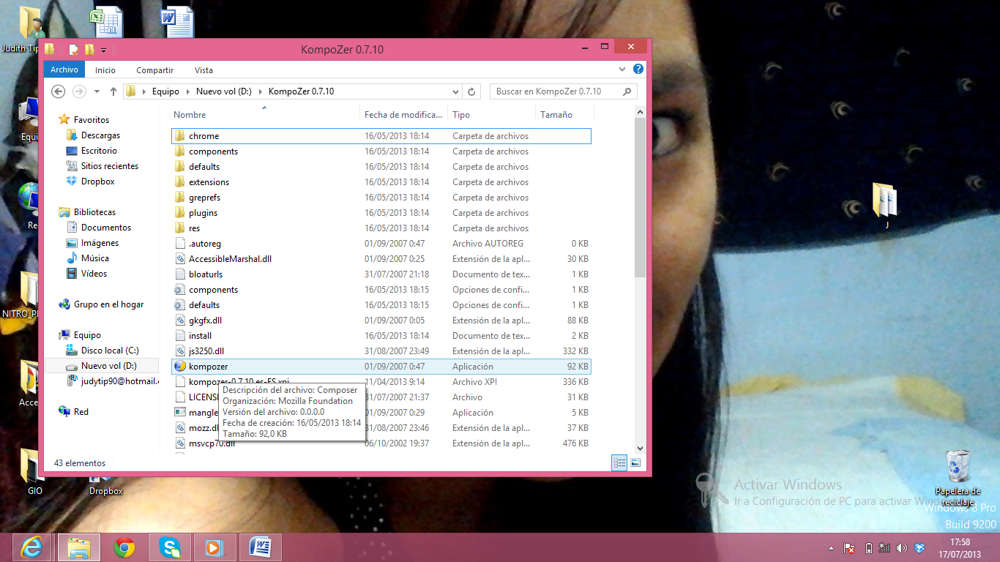 Judith Tip
KompoZer 0.7.10
Archivo Inicio Compartir Vista
Equipo Nuevo vol (D:) KompoZer 0.7.10
Buscar en KompoZer 0.7.10
Favoritos
Descargas
Escritorio
Sitios recientes
Dropbox
Bibliotecas
Documentos
Imágenes
Música
Vídeos
Grupo en el hogar
Equipo
Disco local (C:)
Nuevo vol (D:)
judytip90@hotmail.c
Red
Nombre Fecha de modifica... Tipo Tamaño
chrome 16/05/2013 18:14 Carpeta de archivos
components 16/05/2013 18:14 Carpeta de archivos
defaults 16/05/2013 18:14 Carpeta de archivos
extensions 16/05/2013 18:14 Carpeta de archivos
greprefs 16/05/2013 18:14 Carpeta de archivos
plugins 16/05/2013 18:14 Carpeta de archivos
res 16/05/2013 18:14 Carpeta de archivos
.autoreg 01/09/2007 0:47 Archivo AUTOREG 0 KB
AccessibleMarshal.dll 01/09/2007 0:25 Extensión de la apl... 30 KB
bloaturls 31/07/2007 21:18 Documento de tex... 1 KB
components 16/05/2013 18:15 Opciones de confi... 1 KB
defaults 16/05/2013 18:15 Opciones de confi... 1 KB
gkgfx.dll 01/09/2007 0:05 Extensión de la apl... 88 KB
install 16/05/2013 18:14 Documento de tex... 2 KB
js3250.dll 31/08/2007 23:49 Extensión de la apl... 332 KB
kompozer 01/09/2007 0:47 Aplicación 92 KB
kompozer-0.7.10.es-ES.xpi 11/04/2013 9:14 Archivo XPI 336 KB
LICENSE 31/07/2007 21:37 Archivo 31 KB
mangle 01/09/2007 0:29 Aplicación 5 KB
mozz.dl 31/08/2007 23:46 Extensión de la apl... 37 KB
msvcp70.dll 06/10/2002 19:37 Extensión de la apl... 476 KB
Descripción del archivo: Composer
Organización: Mozilla Foundation
Versión del archivo: 0.0.0.0
Fecha de creación: 16/05/2013 18:14
Tamaño: 92,0 KB
43 elementos
Equi
Re
NITRO_P
Acce
GIO
Dropbox
J
Papelera de
reciclaje
Activar Windows
Ir a Configuración de PC para activar Win
Windows 8 Pro
Build 9200
17:58
17/07/2013